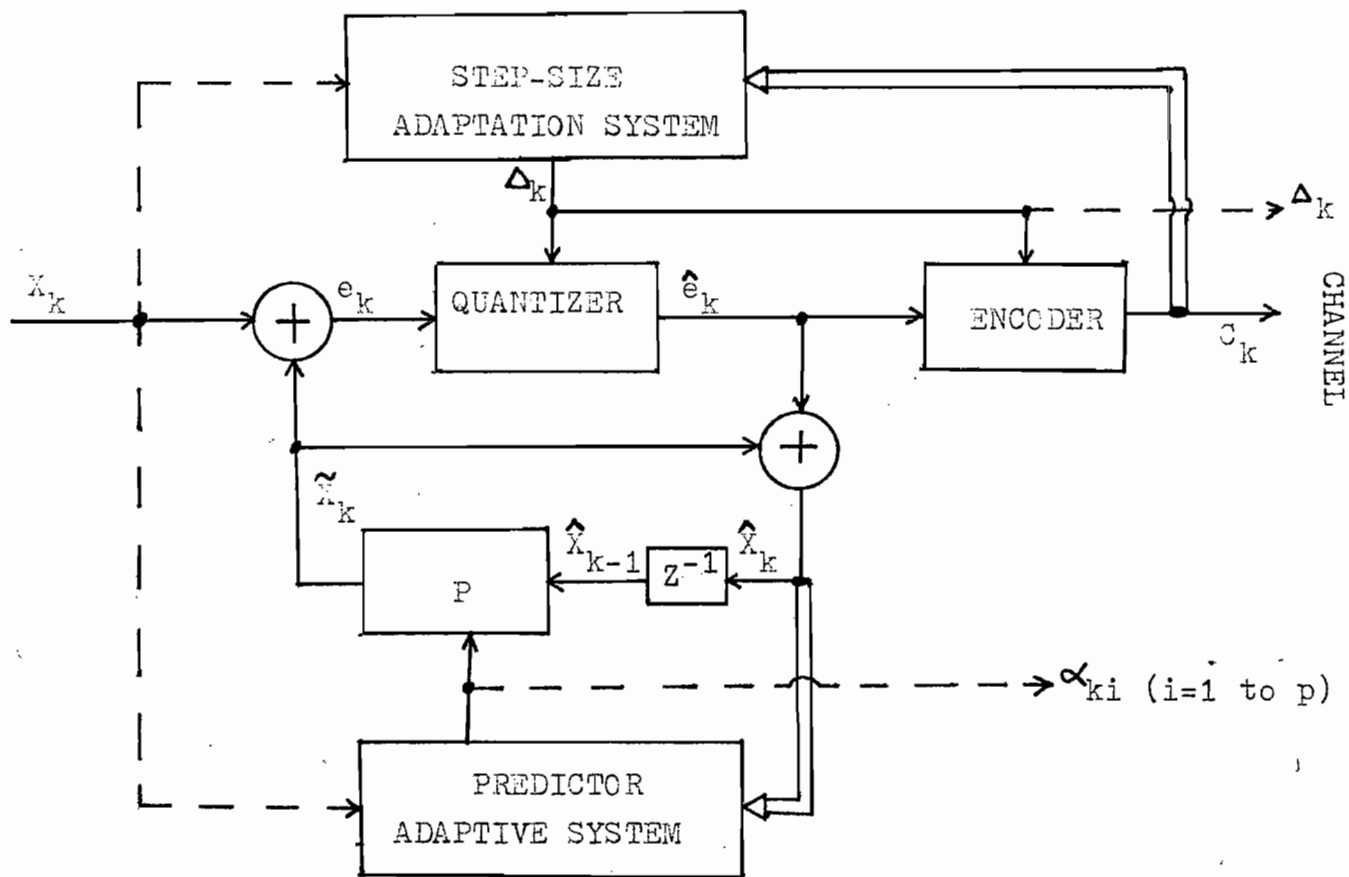 STEP-SIZE
ADAPTATION SYSTEM
Δk
Δk
Xk
ek
QUANTIZER
êk
ENCODER
Ck
CHANNEL
+
+
X̃k
P
X̂k-1
Z⁻¹
X̂k
αki (i=1 to p)
PREDICTOR
ADAPTIVE SYSTEM